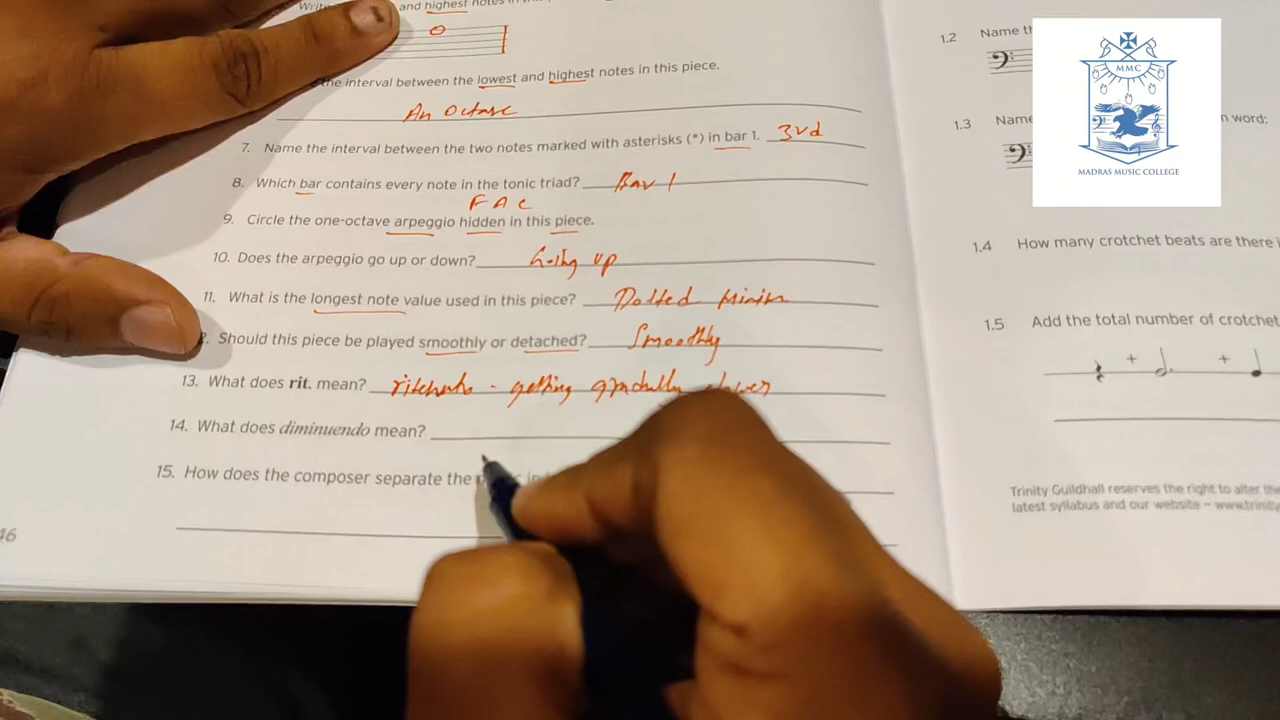 Write and highest notes in
the interval between the lowest and highest notes in this piece.
An Octave
7. Name the interval between the two notes marked with asterisks (*) in bar 1. 3rd
8. Which bar contains every note in the tonic triad? Bar 1
F A C
9. Circle the one-octave arpeggio hidden in this piece.
10. Does the arpeggio go up or down? Going up
11. What is the longest note value used in this piece? Dotted Minim
2. Should this piece be played smoothly or detached? Smoothly
13. What does rit. mean? - getting gradually slower
14. What does diminuendo mean?
15. How does the composer separate the
46
1.2 Name th
1.3 Name n word:
1.4 How many crotchet beats are there i
1.5 Add the total number of crotchet
+ +
Trinity Guildhall reserves the right to alter the
latest syllabus and our website – www.trinity
MMC
MADRAS MUSIC COLLEGE